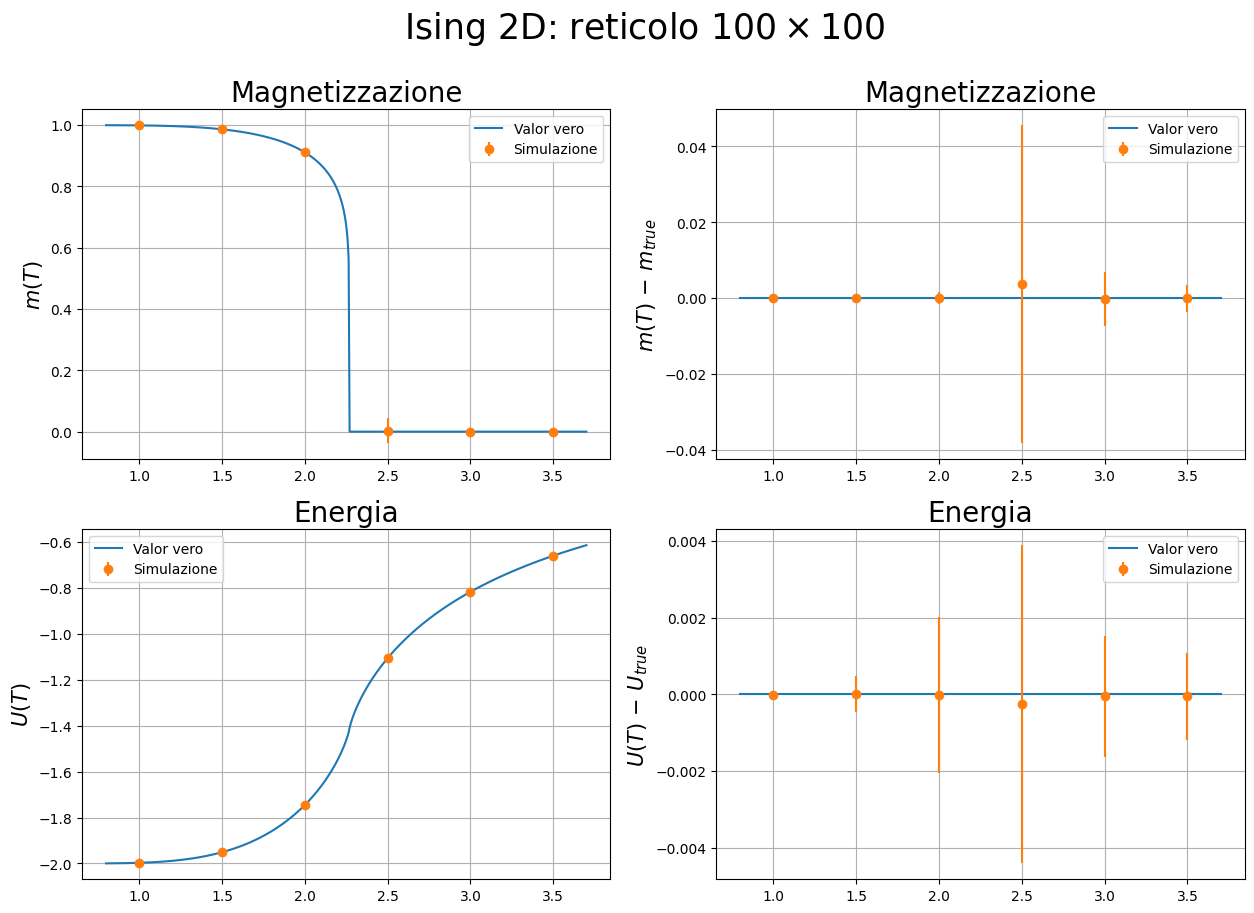 Ising 2D: reticolo 100 × 100
Magnetizzazione
m(T)
1.0
0.8
0.6
0.4
0.2
0.0
Valor vero
Simulazione
1.0 1.5 2.0 2.5 3.0 3.5
Magnetizzazione
m(T) − m_true
0.04
0.02
0.00
−0.02
−0.04
Valor vero
Simulazione
1.0 1.5 2.0 2.5 3.0 3.5
Energia
U(T)
−0.6
−0.8
−1.0
−1.2
−1.4
−1.6
−1.8
−2.0
Valor vero
Simulazione
1.0 1.5 2.0 2.5 3.0 3.5
Energia
U(T) − U_true
0.004
0.002
0.000
−0.002
−0.004
Valor vero
Simulazione
1.0 1.5 2.0 2.5 3.0 3.5